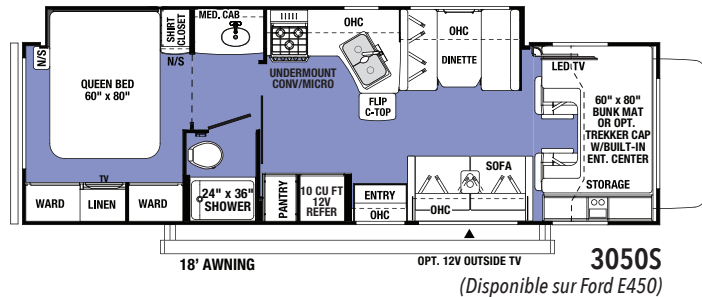 N/S
QUEEN BED
60" x 80"
SHIRT
CLOSET
N/S
MED. CAB
OHC
UNDERMOUNT
CONV/MICRO
FLIP
C-TOP
OHC
DINETTE
LED TV
60" x 80"
BUNK MAT
OR OPT.
TREKKER CAP
W/BUILT-IN
ENT. CENTER
STORAGE
TV
WARD
LINEN
WARD
24" x 36"
SHOWER
PANTRY
10 CU FT
12V
REFER
ENTRY
OHC
SOFA
OHC
18' AWNING
OPT. 12V OUTSIDE TV
3050S
(Disponible sur Ford E450)